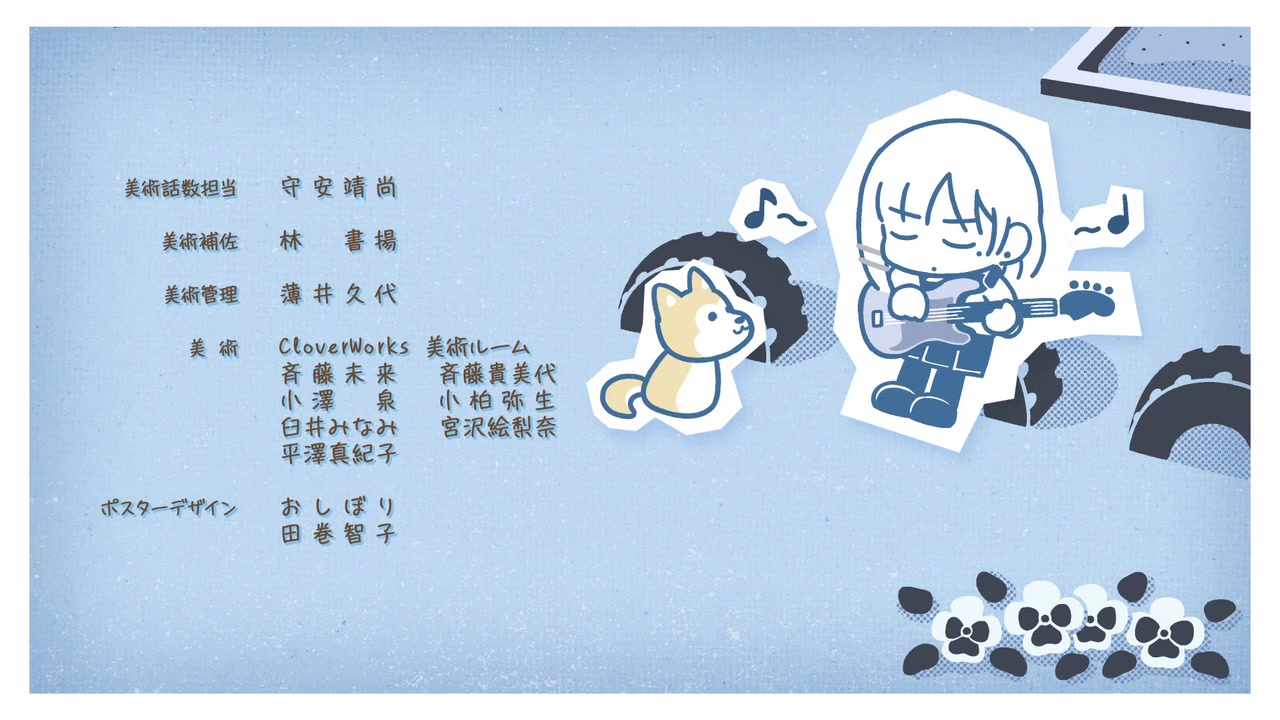 美術話数担当 守安靖尚
美術補佐 林 書揚
美術管理 薄井久代
美術 CloverWorks 美術ルーム
斉藤未来 斉藤貴美代
小澤 泉 小柏弥生
臼井みなみ 宮沢絵梨奈
平澤真紀子
ポスターデザイン おしぼり
田巻智子